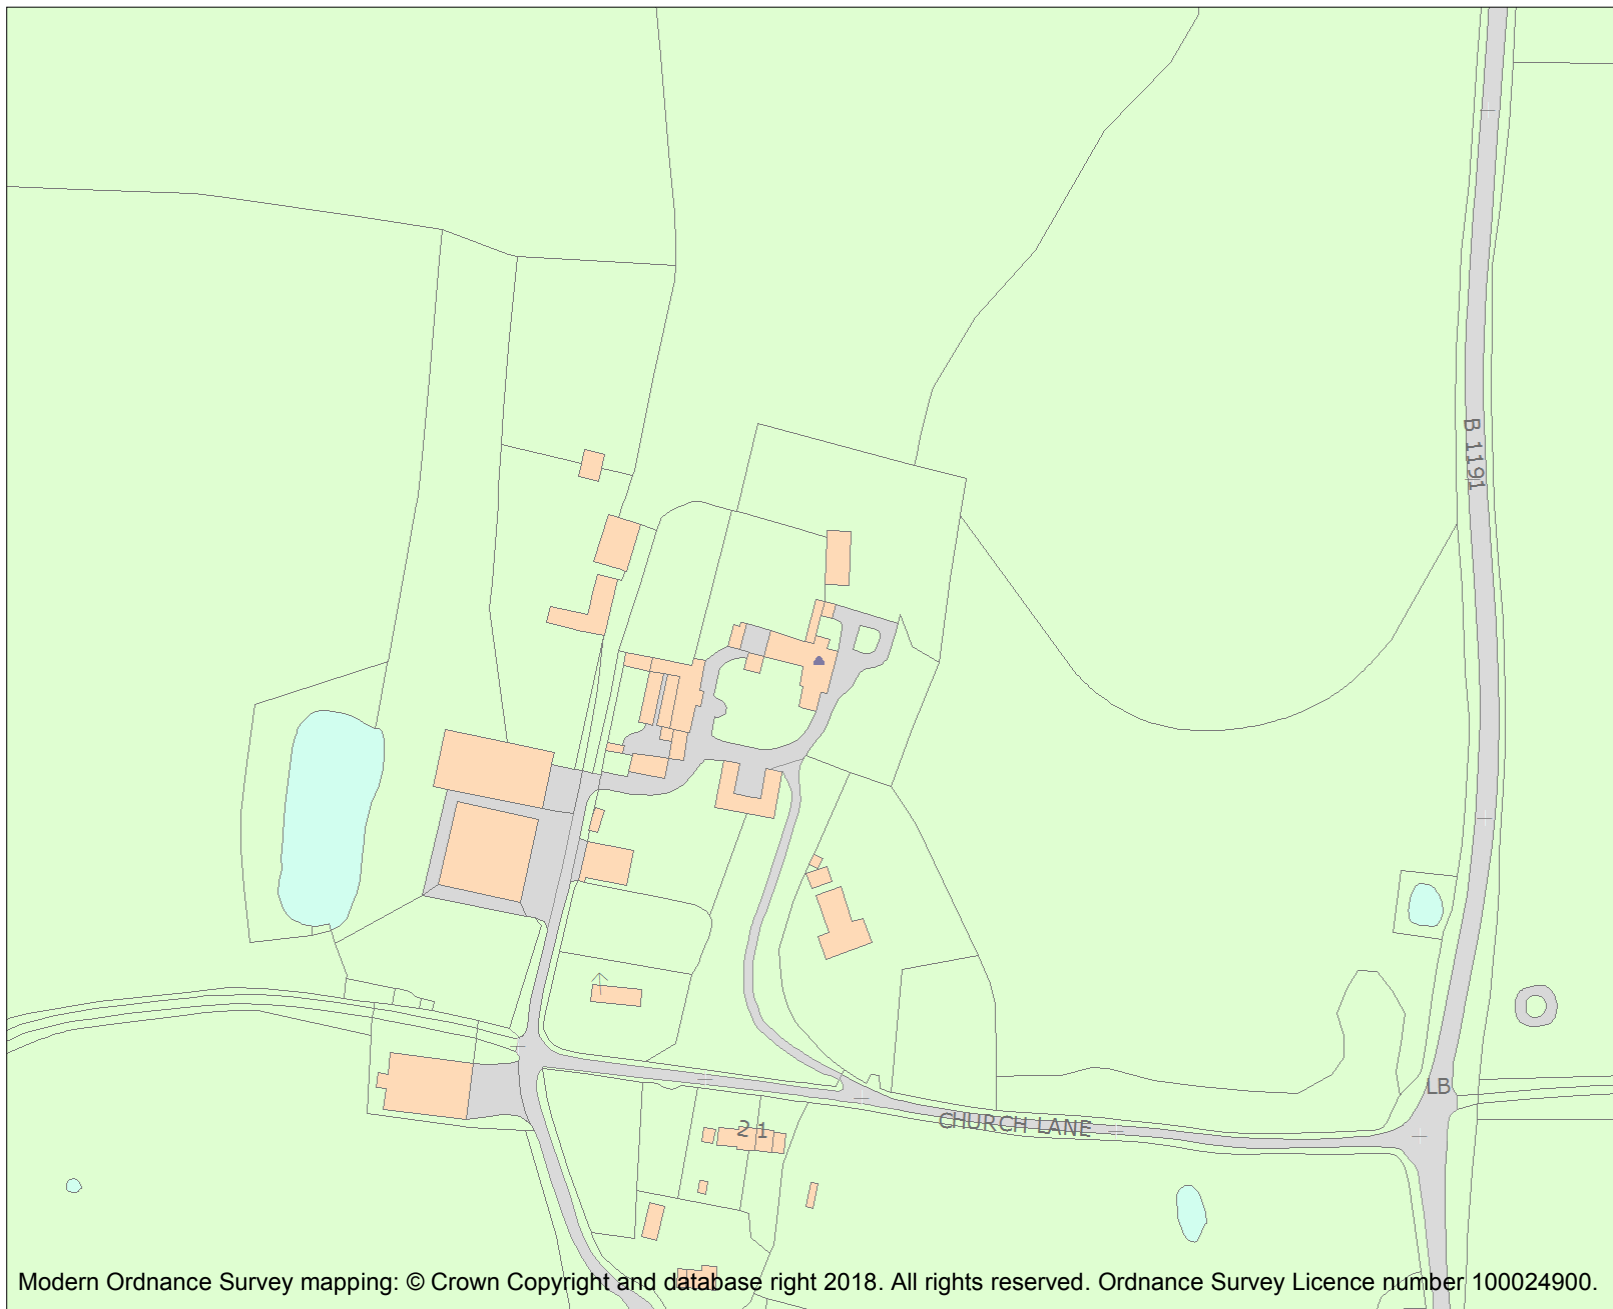 B 1191
LB
CHURCH LANE
2 1
Modern Ordnance Survey mapping: © Crown Copyright and database right 2018. All rights reserved. Ordnance Survey Licence number 100024900.